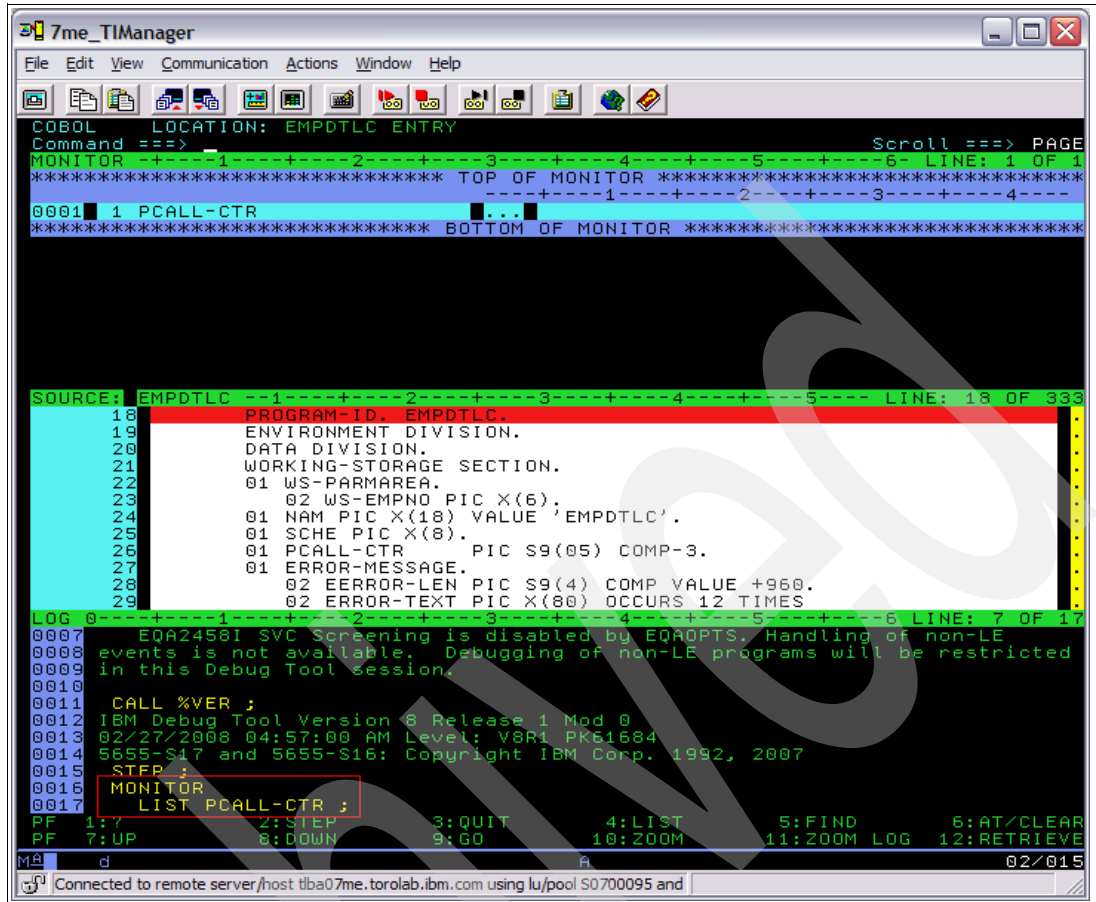 7me_TIManager
File Edit View Communication Actions Window Help
COBOL     LOCATION: EMPDTLC ENTRY
Command ===> _                                                  Scroll ===> PAGE
MONITOR -+----1----+----2----+----3----+----4----+----5----+----6- LINE: 1 OF 1
******************************* TOP OF MONITOR ********************************
----+----1----+----2----+----3----+----4----
0001 1 PCALL-CTR                  ...
****************************** BOTTOM OF MONITOR ******************************
SOURCE: EMPDTLC --1----+----2----+----3----+----4----+----5---- LINE: 18 OF 333
18        PROGRAM-ID. EMPDTLC.                                                .
19        ENVIRONMENT DIVISION.                                               .
20        DATA DIVISION.                                                      .
21        WORKING-STORAGE SECTION.                                            .
22        01 WS-PARMAREA.                                                     .
23           02 WS-EMPNO PIC X(6).                                            .
24        01 NAM PIC X(18) VALUE 'EMPDTLC'.                                   .
25        01 SCHE PIC X(8).                                                   .
26        01 PCALL-CTR     PIC S9(05) COMP-3.                                 .
27        01 ERROR-MESSAGE.                                                   .
28           02 EERROR-LEN PIC S9(4) COMP VALUE +960.                         .
29           02 ERROR-TEXT PIC X(80) OCCURS 12 TIMES                          .
LOG 0----+----1----+----2----+----3----+----4----+----5----+----6 LINE: 7 OF 17
0007    EQA2458I SVC Screening is disabled by EQAOPTS. Handling of non-LE
0008 events is not available.  Debugging of non-LE programs will be restricted
0009 in this Debug Tool session.
0010
0011  CALL %VER ;
0012 IBM Debug Tool Version 8 Release 1 Mod 0
0013 02/27/2008 04:57:00 AM Level: V8R1 PK61684
0014 5655-S17 and 5655-S16: Copyright IBM Corp. 1992, 2007
0015  STEP ;
0016  MONITOR
0017    LIST PCALL-CTR ;
PF  1:?          2:STEP       3:QUIT       4:LIST       5:FIND       6:AT/CLEAR
PF  7:UP         8:DOWN       9:GO        10:ZOOM      11:ZOOM LOG  12:RETRIEVE
MA d A 02/015
Connected to remote server/host tlba07me.torolab.ibm.com using lu/pool S0700095 and